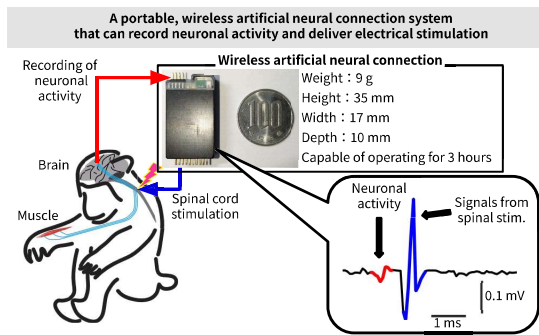 A portable, wireless artificial neural connection system
that can record neuronal activity and deliver electrical stimulation
Recording of
neuronal
activity
Wireless artificial neural connection
Weight：9 g
Height：35 mm
Width：17 mm
Depth：10 mm
Capable of operating for 3 hours
100
Brain
Spinal cord
stimulation
Muscle
Neuronal
activity
Signals from
spinal stim.
0.1 mV
1 ms